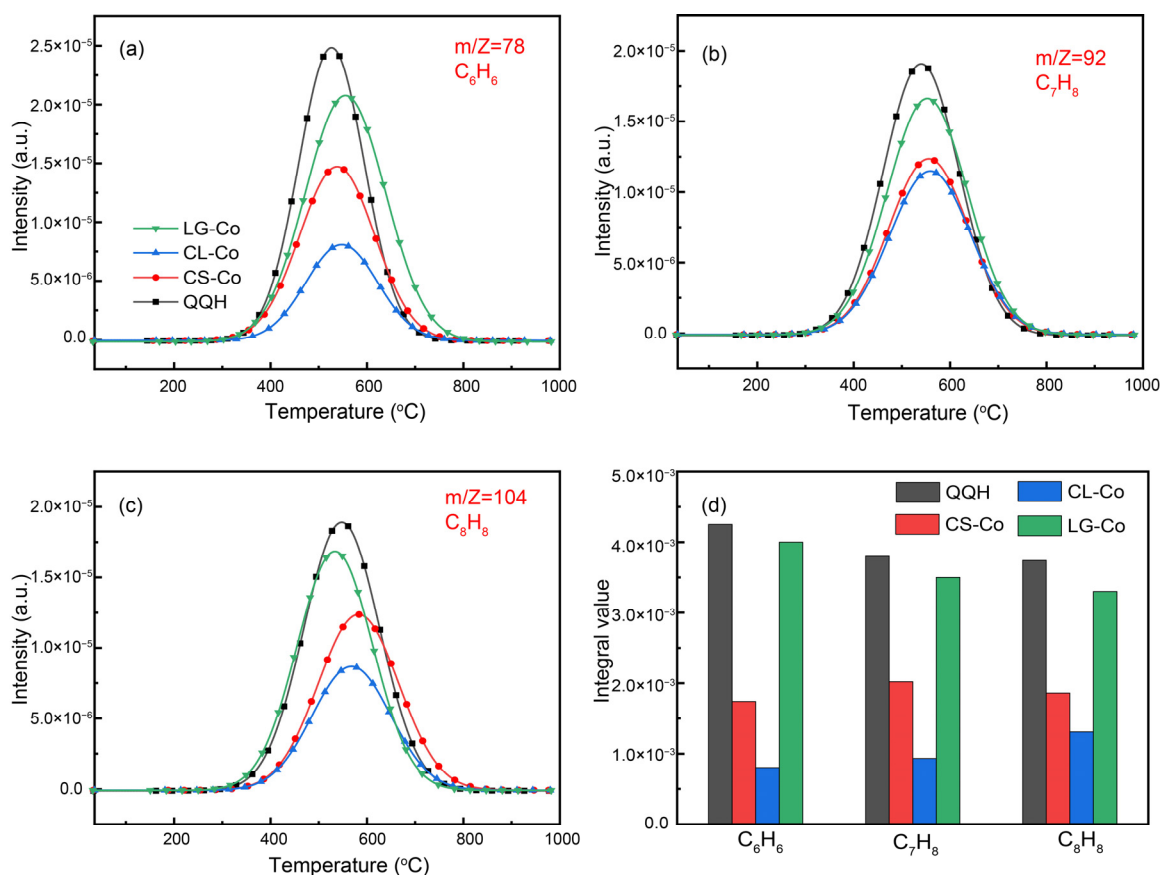 (a)
m/Z=78
C₆H₆
2.5×10⁻⁵
2.0×10⁻⁵
1.5×10⁻⁵
1.0×10⁻⁵
5.0×10⁻⁶
0.0
Intensity (a.u.)
LG-Co
CL-Co
CS-Co
QQH
200 400 600 800 1000
Temperature (°C)
(b)
m/Z=92
C₇H₈
2.0×10⁻⁵
1.5×10⁻⁵
1.0×10⁻⁵
5.0×10⁻⁶
0.0
Intensity (a.u.)
200 400 600 800 1000
Temperature (°C)
(c)
m/Z=104
C₈H₈
2.0×10⁻⁵
1.5×10⁻⁵
1.0×10⁻⁵
5.0×10⁻⁶
0.0
Intensity (a.u.)
200 400 600 800 1000
Temperature (°C)
(d)
QQH CL-Co
CS-Co LG-Co
5.0×10⁻³
4.0×10⁻³
3.0×10⁻³
2.0×10⁻³
1.0×10⁻³
0.0
Integral value
C₆H₆ C₇H₈ C₈H₈